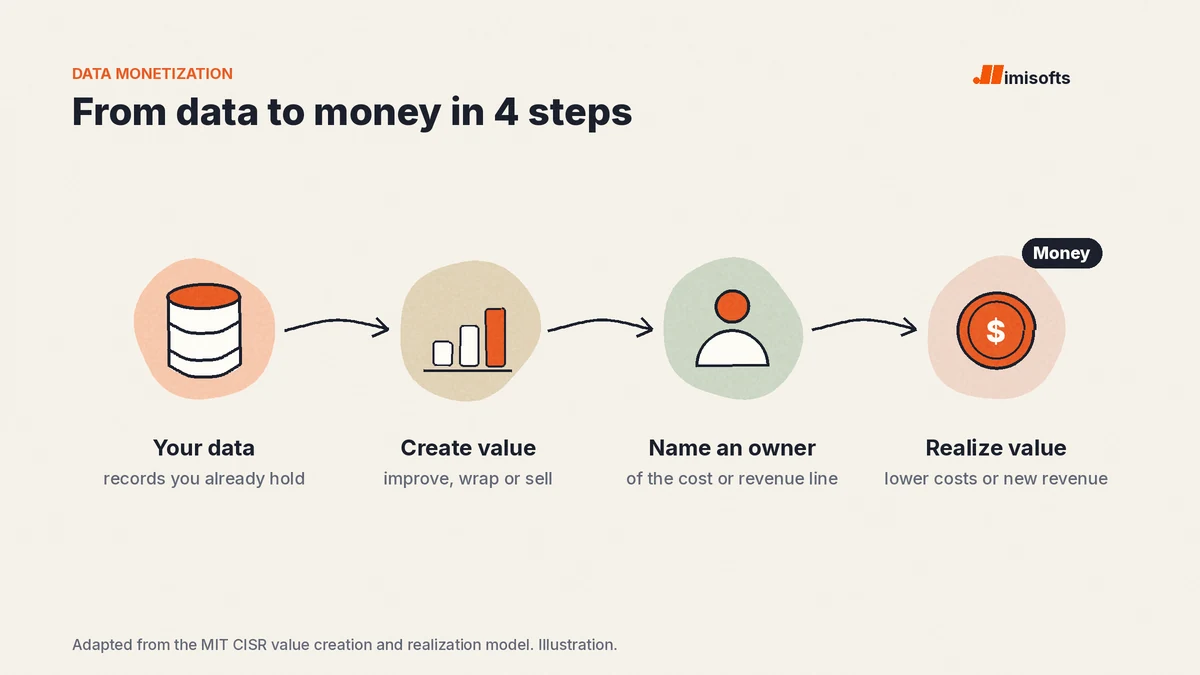 DATA MONETIZATION
From data to money in 4 steps
imisofts
Money
$
Your data
records you already hold
Create value
improve, wrap or sell
Name an owner
of the cost or revenue line
Realize value
lower costs or new revenue
Adapted from the MIT CISR value creation and realization model. Illustration.